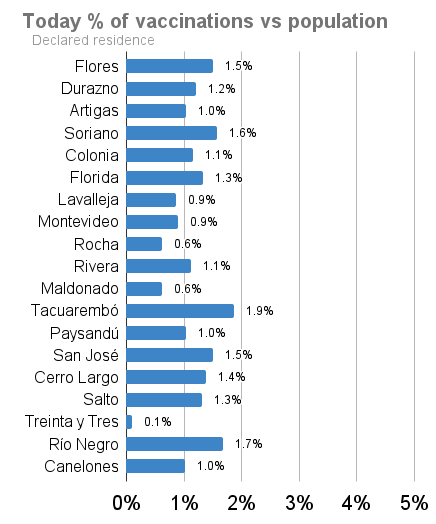 Today % of vaccinations vs population
Declared residence
Flores 1.5%
Durazno 1.2%
Artigas 1.0%
Soriano 1.6%
Colonia 1.1%
Florida 1.3%
Lavalleja 0.9%
Montevideo 0.9%
Rocha 0.6%
Rivera 1.1%
Maldonado 0.6%
Tacuarembó 1.9%
Paysandú 1.0%
San José 1.5%
Cerro Largo 1.4%
Salto 1.3%
Treinta y Tres 0.1%
Río Negro 1.7%
Canelones 1.0%
0% 1% 2% 3% 4% 5%